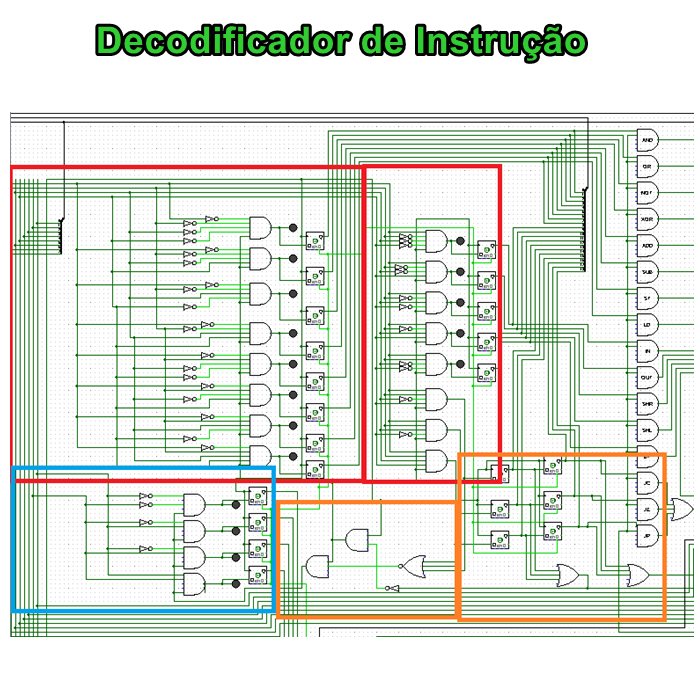 Decodificador de Instrução
AND
OR
NOT
XOR
ADD
SUB
ST
LD
IN
OUT
SHR
SHL
JC
JL
JP